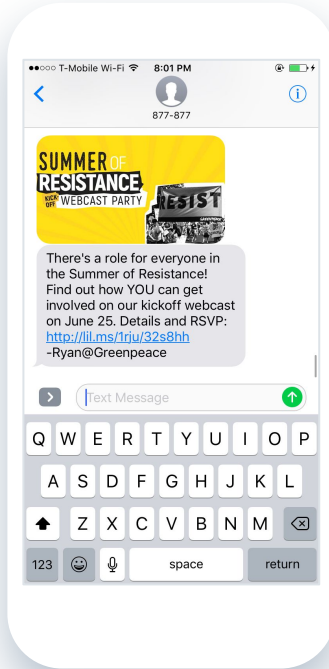 T-Mobile Wi-Fi 8:01 PM
877-877
SUMMER OF
RESISTANCE
KICK OFF WEBCAST PARTY
RESIST
GREENPEACE
There's a role for everyone in
the Summer of Resistance!
Find out how YOU can get
involved on our kickoff webcast
on June 25. Details and RSVP:
http://lil.ms/1rju/32s8hh
-Ryan@Greenpeace
Text Message
Q W E R T Y U I O P
A S D F G H J K L
Z X C V B N M
123 space return